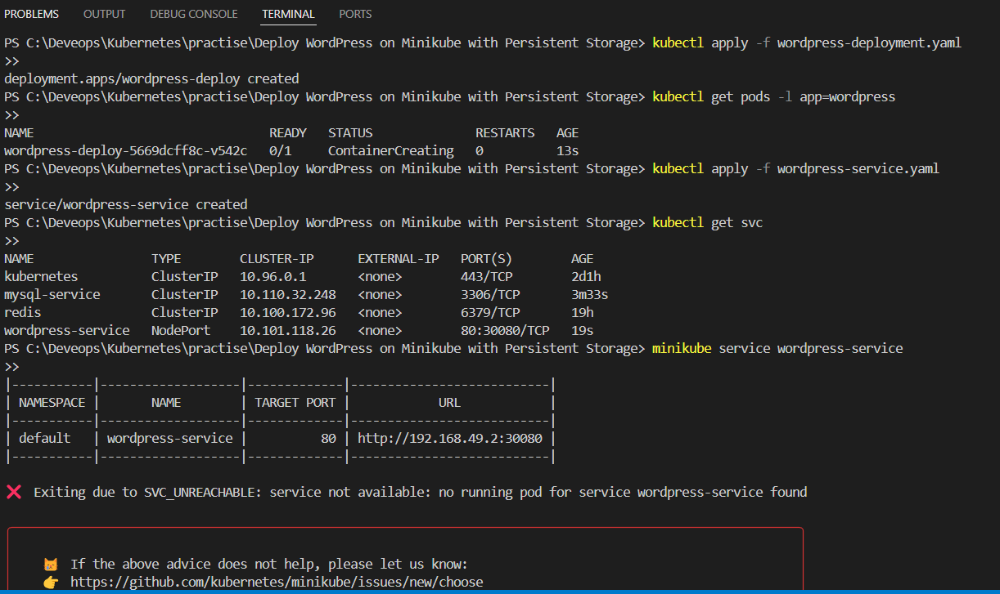 PROBLEMS OUTPUT DEBUG CONSOLE TERMINAL PORTS
PS C:\Deveops\Kubernetes\practise\Deploy WordPress on Minikube with Persistent Storage> kubectl apply -f wordpress-deployment.yaml
>>
deployment.apps/wordpress-deploy created
PS C:\Deveops\Kubernetes\practise\Deploy WordPress on Minikube with Persistent Storage> kubectl get pods -l app=wordpress
>>
NAME READY STATUS RESTARTS AGE
wordpress-deploy-5669dcff8c-v542c 0/1 ContainerCreating 0 13s
PS C:\Deveops\Kubernetes\practise\Deploy WordPress on Minikube with Persistent Storage> kubectl apply -f wordpress-service.yaml
>>
service/wordpress-service created
PS C:\Deveops\Kubernetes\practise\Deploy WordPress on Minikube with Persistent Storage> kubectl get svc
>>
NAME TYPE CLUSTER-IP EXTERNAL-IP PORT(S) AGE
kubernetes ClusterIP 10.96.0.1 <none> 443/TCP 2d1h
mysql-service ClusterIP 10.110.32.248 <none> 3306/TCP 3m33s
redis ClusterIP 10.100.172.96 <none> 6379/TCP 19h
wordpress-service NodePort 10.101.118.26 <none> 80:30080/TCP 19s
PS C:\Deveops\Kubernetes\practise\Deploy WordPress on Minikube with Persistent Storage> minikube service wordpress-service
>>
|-----------|-------------------|-------------|---------------------------|
| NAMESPACE | NAME | TARGET PORT | URL |
|-----------|-------------------|-------------|---------------------------|
| default | wordpress-service | 80 | http://192.168.49.2:30080 |
|-----------|-------------------|-------------|---------------------------|
❌ Exiting due to SVC_UNREACHABLE: service not available: no running pod for service wordpress-service found
😿 If the above advice does not help, please let us know:
👉 https://github.com/kubernetes/minikube/issues/new/choose